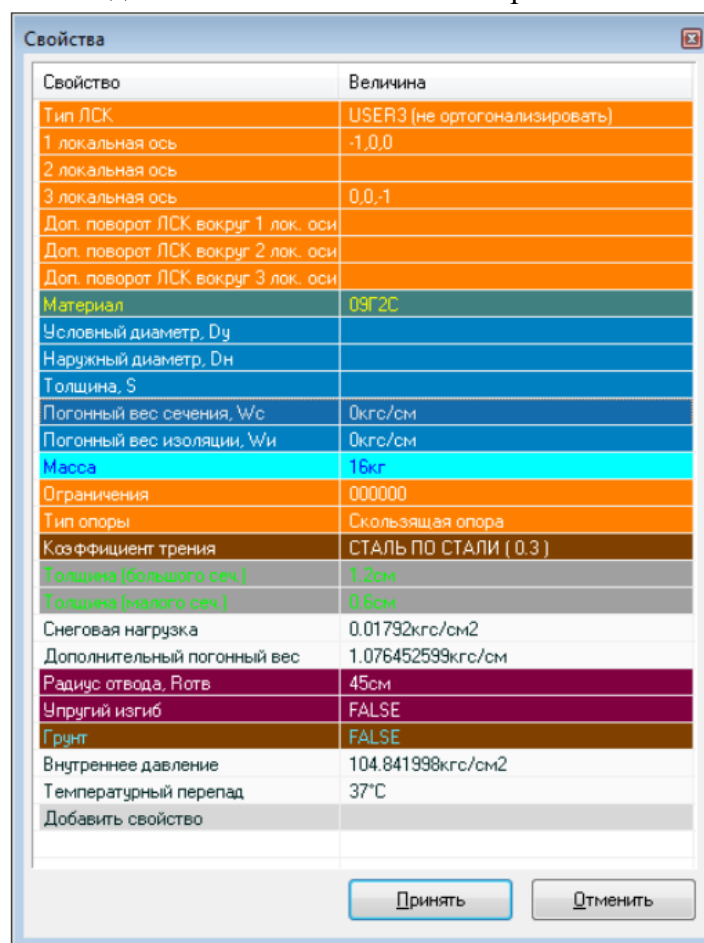 Свойства
Свойство Величина
Тип ЛСК USER3 (не ортогонализировать)
1 локальная ось -1,0,0
2 локальная ось
3 локальная ось 0,0,-1
Доп. поворот ЛСК вокруг 1 лок. оси
Доп. поворот ЛСК вокруг 2 лок. оси
Доп. поворот ЛСК вокруг 3 лок. оси
Материал 09Г2С
Условный диаметр, Dу
Наружный диаметр, Dн
Толщина, S
Погонный вес сечения, Wс 0кгс/см
Погонный вес изоляции, Wи 0кгс/см
Масса 16кг
Ограничения 000000
Тип опоры Скользящая опора
Коэффициент трения СТАЛЬ ПО СТАЛИ ( 0.3 )
Толщина (большого сеч.) 1.2см
Толщина (малого сеч.) 0.6см
Снеговая нагрузка 0.01792кгс/см2
Дополнительный погонный вес 1.076452599кгс/см
Радиус отвода, Rотв 45см
Упругий изгиб FALSE
Грунт FALSE
Внутреннее давление 104.841998кгс/см2
Температурный перепад 37°C
Добавить свойство
Принять Отменить